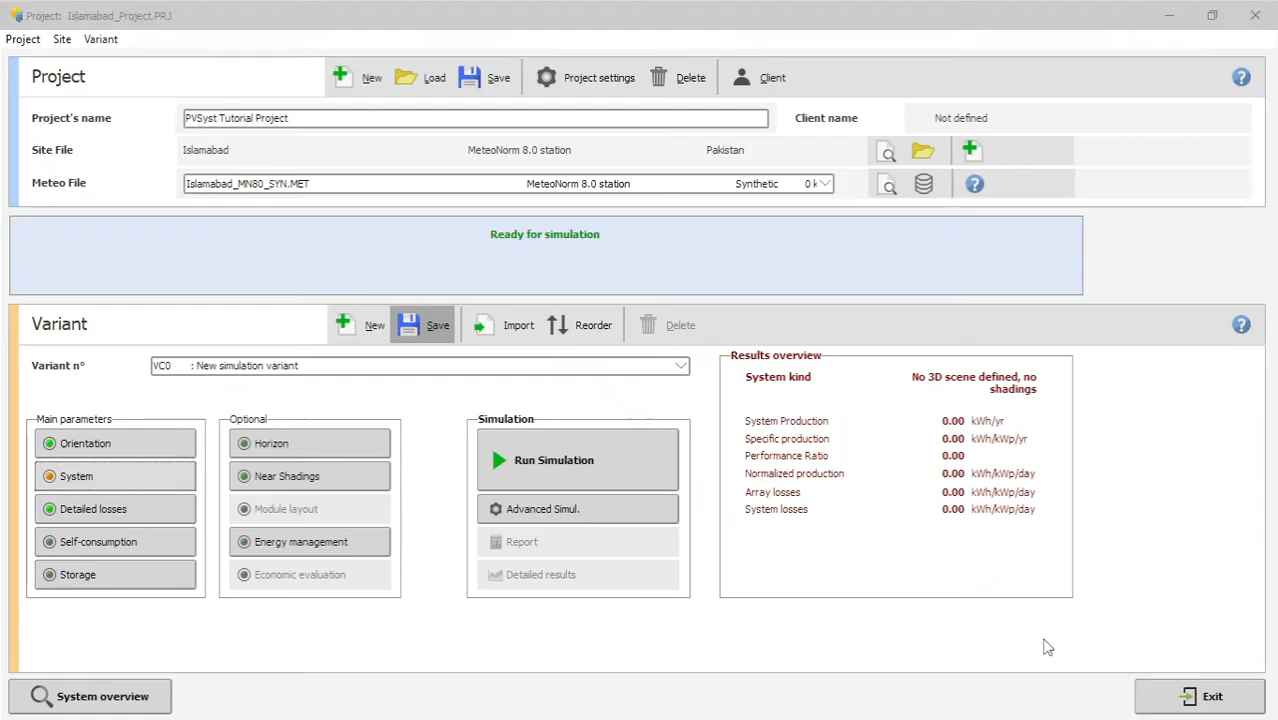 Project: Islamabad_Project.PRJ
Project Site Variant
Project New Load Save Project settings Delete Client ?
Project's name PVSyst Tutorial Project Client name Not defined
Site File Islamabad MeteoNorm 8.0 station Pakistan
Meteo File Islamabad_MN80_SYN.MET MeteoNorm 8.0 station Synthetic 0 k ?
Ready for simulation
Variant New Save Import Reorder Delete ?
Variant n° VC0 : New simulation variant
Results overview
System kind No 3D scene defined, no
shadings
Main parameters Optional Simulation
System Production 0.00 kWh/yr
Orientation Horizon Specific production 0.00 kWh/kWp/yr
Run Simulation Performance Ratio 0.00
System Near Shadings Normalized production 0.00 kWh/kWp/day
Array losses 0.00 kWh/kWp/day
Detailed losses Module layout Advanced Simul. System losses 0.00 kWh/kWp/day
Self-consumption Energy management Report
Storage Economic evaluation Detailed results
System overview Exit